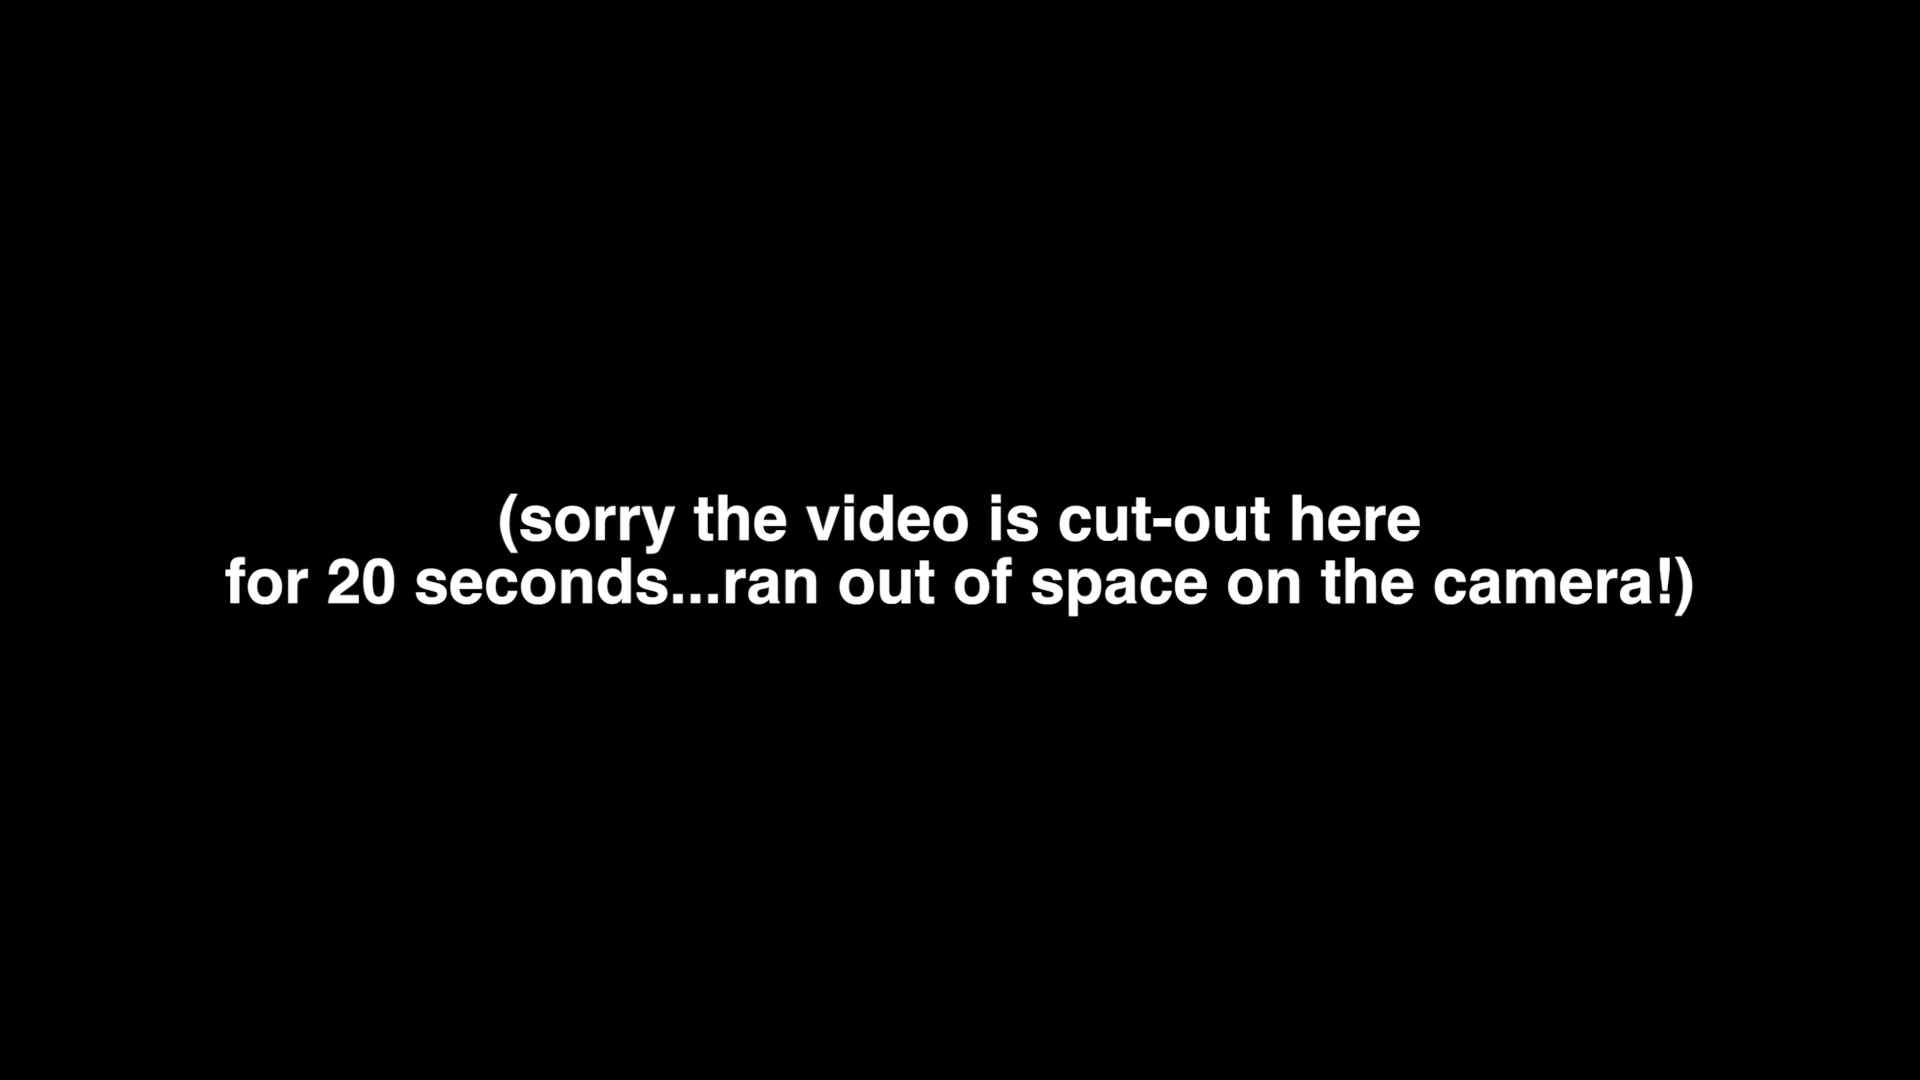 (sorry the video is cut-out here
for 20 seconds...ran out of space on the camera!)